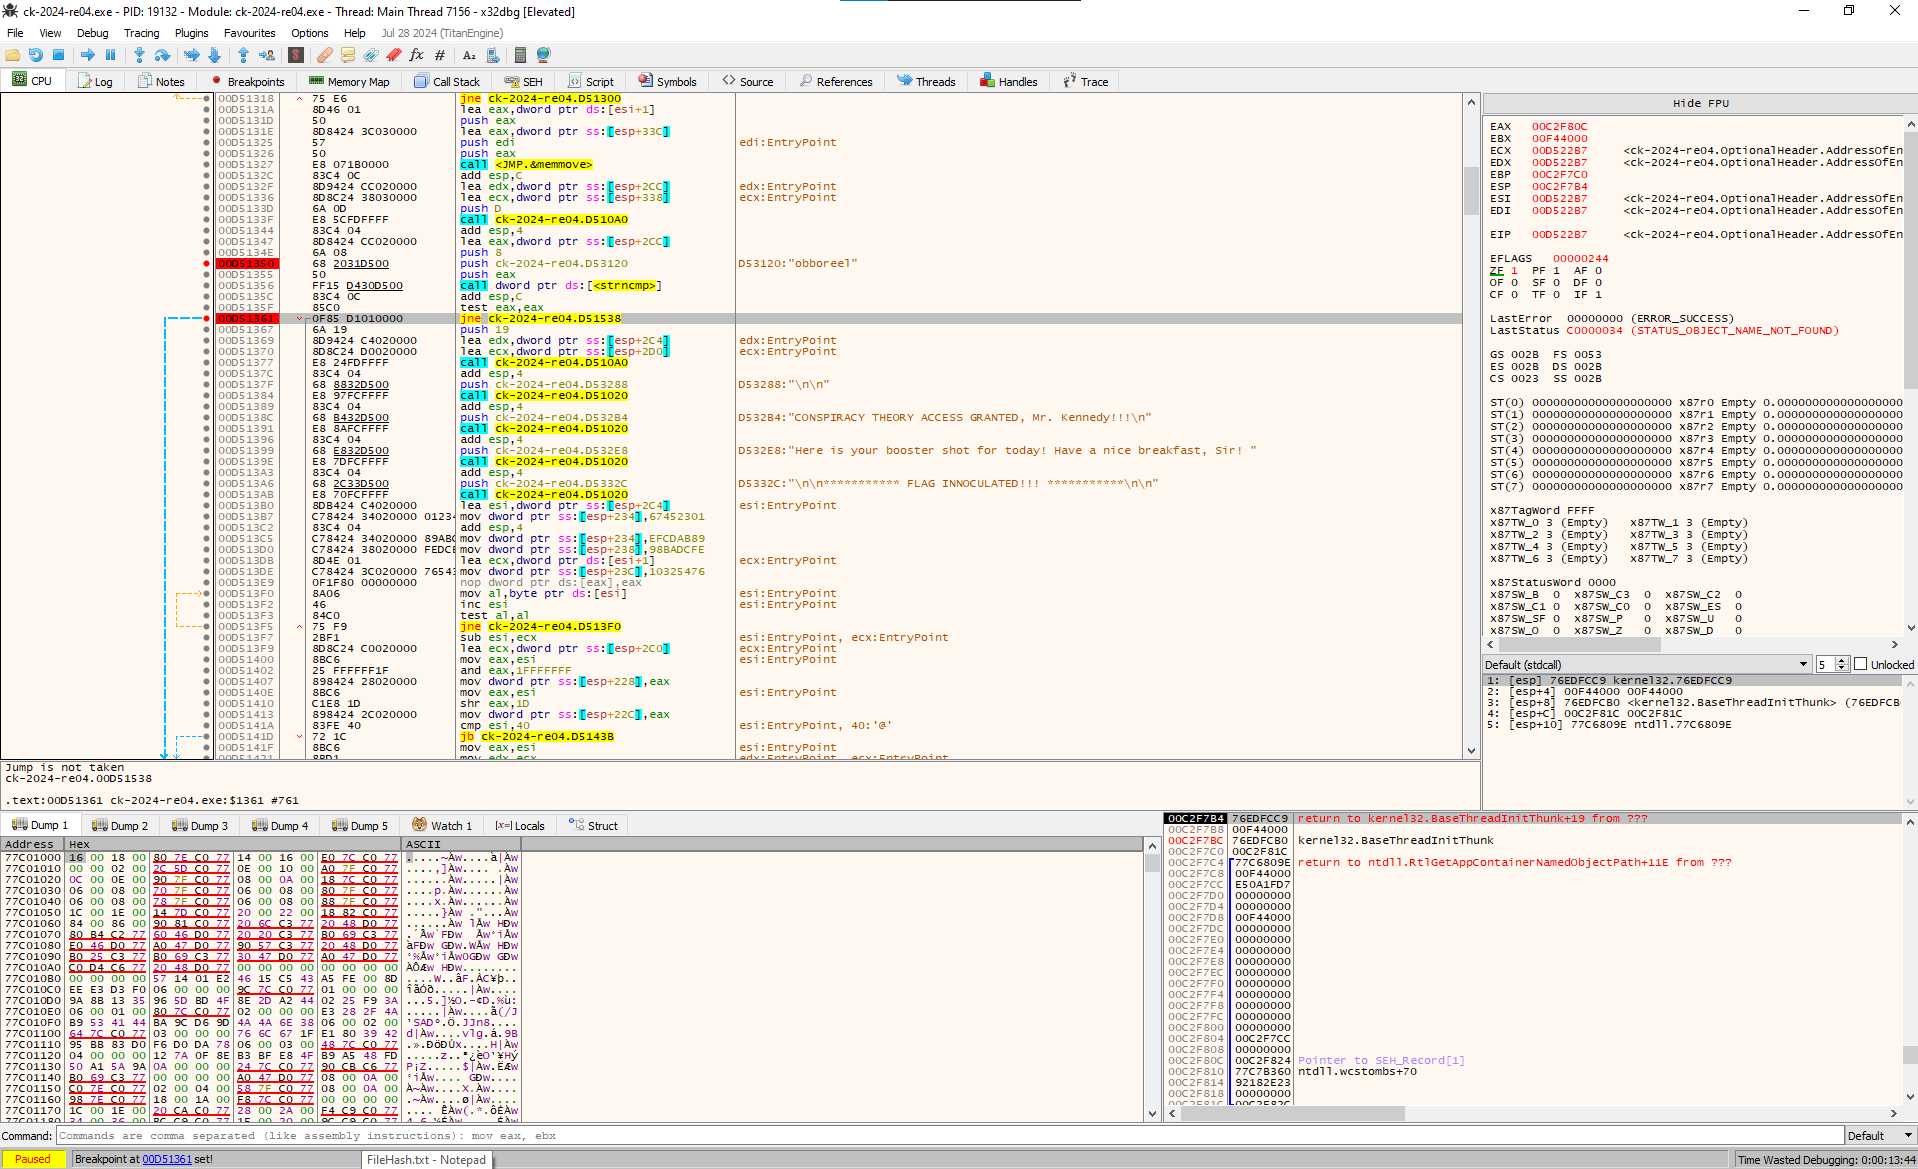 ck-2024-re04.exe - PID: 19132 - Module: ck-2024-re04.exe - Thread: Main Thread 7156 - x32dbg [Elevated]
File View Debug Tracing Plugins Favourites Options Help Jul 28 2024 (TitanEngine)
CPU Log Notes Breakpoints Memory Map Call Stack SEH Script Symbols Source References Threads Handles Trace
00D51318 75 E6 jne ck-2024-re04.D51300
00D5131A 8D46 01 lea eax,dword ptr ds:[esi+1]
00D5131D 50 push eax
00D5131E 8D8424 3C030000 lea eax,dword ptr ss:[esp+33C]
00D51325 57 push edi edi:EntryPoint
00D51326 50 push eax
00D51327 E8 071B0000 call <JMP.&memmove>
00D5132C 83C4 0C add esp,C
00D5132F 8D9424 CC020000 lea edx,dword ptr ss:[esp+2CC] edx:EntryPoint
00D51336 8D8C24 38030000 lea ecx,dword ptr ss:[esp+338] ecx:EntryPoint
00D5133D 6A 0D push D
00D5133F E8 5CFDFFFF call ck-2024-re04.D510A0
00D51344 83C4 04 add esp,4
00D51347 8D8424 CC020000 lea eax,dword ptr ss:[esp+2CC]
00D5134E 6A 08 push 8
00D51350 68 2031D500 push ck-2024-re04.D53120 D53120:"obboreel"
00D51355 50 push eax
00D51356 FF15 D430D500 call dword ptr ds:[<strncmp>]
00D5135C 83C4 0C add esp,C
00D5135F 85C0 test eax,eax
00D51361 0F85 D1010000 jne ck-2024-re04.D51538
00D51367 6A 19 push 19
00D51369 8D9424 C4020000 lea edx,dword ptr ss:[esp+2C4] edx:EntryPoint
00D51370 8D8C24 D0020000 lea ecx,dword ptr ss:[esp+2D0] ecx:EntryPoint
00D51377 E8 24FDFFFF call ck-2024-re04.D510A0
00D5137C 83C4 04 add esp,4
00D5137F 68 8832D500 push ck-2024-re04.D53288 D53288:"\n\n"
00D51384 E8 97FCFFFF call ck-2024-re04.D51020
00D51389 83C4 04 add esp,4
00D5138C 68 B432D500 push ck-2024-re04.D532B4 D532B4:"CONSPIRACY THEORY ACCESS GRANTED, Mr. Kennedy!!!\n"
00D51391 E8 8AFCFFFF call ck-2024-re04.D51020
00D51396 83C4 04 add esp,4
00D51399 68 E832D500 push ck-2024-re04.D532E8 D532E8:"Here is your booster shot for today! Have a nice breakfast, Sir! "
00D5139E E8 7DFCFFFF call ck-2024-re04.D51020
00D513A3 83C4 04 add esp,4
00D513A6 68 2C33D500 push ck-2024-re04.D5332C D5332C:"\n\n*********** FLAG INNOCULATED!!! ***********\n\n"
00D513AB E8 70FCFFFF call ck-2024-re04.D51020
00D513B0 8DB424 C4020000 lea esi,dword ptr ss:[esp+2C4] esi:EntryPoint
00D513B7 C78424 34020000 01234 mov dword ptr ss:[esp+234],67452301
00D513C2 83C4 04 add esp,4
00D513C5 C78424 34020000 89ABC mov dword ptr ss:[esp+234],EFCDAB89
00D513D0 C78424 38020000 FEDCE mov dword ptr ss:[esp+238],98BADCFE
00D513DB 8D4E 01 lea ecx,dword ptr ds:[esi+1] ecx:EntryPoint
00D513DE C78424 3C020000 76543 mov dword ptr ss:[esp+23C],10325476
00D513E9 0F1F80 00000000 nop dword ptr ds:[eax],eax
00D513F0 8A06 mov al,byte ptr ds:[esi] esi:EntryPoint
00D513F2 46 inc esi esi:EntryPoint
00D513F3 84C0 test al,al
00D513F5 75 F9 jne ck-2024-re04.D513F0
00D513F7 2BF1 sub esi,ecx esi:EntryPoint, ecx:EntryPoint
00D513F9 8D8C24 C0020000 lea ecx,dword ptr ss:[esp+2C0] ecx:EntryPoint
00D51400 8BC6 mov eax,esi esi:EntryPoint
00D51402 25 FFFFFF1F and eax,1FFFFFFF
00D51407 898424 28020000 mov dword ptr ss:[esp+228],eax
00D5140E 8BC6 mov eax,esi esi:EntryPoint
00D51410 C1E8 1D shr eax,1D
00D51413 898424 2C020000 mov dword ptr ss:[esp+22C],eax
00D5141A 83FE 40 cmp esi,40 esi:EntryPoint, 40:'@'
00D5141D 72 1C jb ck-2024-re04.D5143B
00D5141F 8BC6 mov eax,esi esi:EntryPoint
Jump is not taken
ck-2024-re04.00D51538
.text:00D51361 ck-2024-re04.exe:$1361 #761
Hide FPU
EAX 00C2F80C
EBX 00F44000
ECX 00D522B7 <ck-2024-re04.OptionalHeader.AddressOfEn
EDX 00D522B7 <ck-2024-re04.OptionalHeader.AddressOfEn
EBP 00C2F7C0
ESP 00C2F7B4
ESI 00D522B7 <ck-2024-re04.OptionalHeader.AddressOfEn
EDI 00D522B7 <ck-2024-re04.OptionalHeader.AddressOfEn
EIP 00D522B7 <ck-2024-re04.OptionalHeader.AddressOfEn
EFLAGS 00000244
ZF 1 PF 1 AF 0
OF 0 SF 0 DF 0
CF 0 TF 0 IF 1
LastError 00000000 (ERROR_SUCCESS)
LastStatus C0000034 (STATUS_OBJECT_NAME_NOT_FOUND)
GS 002B FS 0053
ES 002B DS 002B
CS 0023 SS 002B
ST(0) 00000000000000000000 x87r0 Empty 0.000000000000000000
ST(1) 00000000000000000000 x87r1 Empty 0.000000000000000000
ST(2) 00000000000000000000 x87r2 Empty 0.000000000000000000
ST(3) 00000000000000000000 x87r3 Empty 0.000000000000000000
ST(4) 00000000000000000000 x87r4 Empty 0.000000000000000000
ST(5) 00000000000000000000 x87r5 Empty 0.000000000000000000
ST(6) 00000000000000000000 x87r6 Empty 0.000000000000000000
ST(7) 00000000000000000000 x87r7 Empty 0.000000000000000000
x87TagWord FFFF
x87TW_0 3 (Empty) x87TW_1 3 (Empty)
x87TW_2 3 (Empty) x87TW_3 3 (Empty)
x87TW_4 3 (Empty) x87TW_5 3 (Empty)
x87TW_6 3 (Empty) x87TW_7 3 (Empty)
x87StatusWord 0000
x87SW_B 0 x87SW_C3 0 x87SW_C2 0
x87SW_C1 0 x87SW_C0 0 x87SW_ES 0
x87SW_SF 0 x87SW_P 0 x87SW_U 0
x87SW_O 0 x87SW_Z 0 x87SW_D 0
Default (stdcall) 5 Unlocked
1: [esp] 76EDFCC9 kernel32.76EDFCC9
2: [esp+4] 00F44000 00F44000
3: [esp+8] 76EDFCB0 <kernel32.BaseThreadInitThunk> (76EDFCB0
4: [esp+C] 00C2F81C 00C2F81C
5: [esp+10] 77C6809E ntdll.77C6809E
Dump 1 Dump 2 Dump 3 Dump 4 Dump 5 Watch 1 [x=] Locals Struct
Address Hex ASCII
77C01000 16 00 18 00 80 7E C0 77 14 00 16 00 E0 7C C0 77
77C01010 00 00 02 00 2C 5D C0 77 0E 00 10 00 A0 7F C0 77
77C01020 0C 00 0E 00 90 7F C0 77 08 00 0A 00 18 7C C0 77
77C01030 06 00 08 00 70 7F C0 77 06 00 08 00 80 7F C0 77
77C01040 06 00 08 00 78 7F C0 77 06 00 08 00 88 7F C0 77
77C01050 1C 00 1E 00 14 7D C0 77 20 00 22 00 18 82 C0 77
77C01060 84 00 86 00 90 81 C0 77 20 6C C3 77 20 48 D0 77
77C01070 80 B4 C2 77 60 46 D0 77 20 20 C3 77 B0 69 C3 77
77C01080 E0 46 D0 77 A0 47 D0 77 90 57 C3 77 20 48 D0 77
77C01090 B0 25 C3 77 B0 69 C3 77 30 47 D0 77 A0 47 D0 77
77C010A0 C0 D4 C6 77 20 48 D0 77 00 00 00 00 00 00 00 00
77C010B0 00 00 00 00 57 14 01 E2 46 15 C5 43 A5 FE 00 8D
77C010C0 EE E3 D3 F0 06 00 00 00 9C 7C C0 77 01 00 00 00
77C010D0 9A 8B 13 35 96 5D BD 4F 8E 2D A2 44 02 25 F9 3A
77C010E0 06 00 01 00 80 7C C0 77 02 00 00 00 E3 28 2F 4A
77C010F0 B9 53 41 44 BA 9C D6 9D 4A 4A 6E 38 06 00 02 00
77C01100 64 7C C0 77 03 00 00 00 76 6C 67 1F E1 80 39 42
77C01110 95 BB 83 D0 F6 D0 DA 78 06 00 03 00 48 7C C0 77
77C01120 04 00 00 00 12 7A 0F 8E B3 BF E8 4F B9 A5 48 FD
77C01130 50 A1 5A 9A 0A 00 00 00 24 7C C0 77 90 CB C6 77
77C01140 B0 69 C3 77 00 00 00 00 A0 47 D0 77 08 00 0A 00
77C01150 C0 7E C0 77 02 00 04 00 58 7F C0 77 08 00 0A 00
77C01160 98 7E C0 77 18 00 1A 00 F8 7C C0 77 00 00 00 00
77C01170 1C 00 1E 00 20 CA C0 77 28 00 2A 00 F4 C9 C0 77
00C2F7B4 76EDFCC9 return to kernel32.BaseThreadInitThunk+19 from ???
00C2F7B8 00F44000
00C2F7BC 76EDFCB0 kernel32.BaseThreadInitThunk
00C2F7C0 00C2F81C
00C2F7C4 77C6809E return to ntdll.RtlGetAppContainerNamedObjectPath+11E from ???
00C2F7C8 00F44000
00C2F7CC E50A1FD7
00C2F7D0 00000000
00C2F7D4 00000000
00C2F7D8 00F44000
00C2F7DC 00000000
00C2F7E0 00000000
00C2F7E4 00000000
00C2F7E8 00000000
00C2F7EC 00000000
00C2F7F0 00000000
00C2F7F4 00000000
00C2F7F8 00000000
00C2F7FC 00000000
00C2F800 00000000
00C2F804 00C2F7CC
00C2F808 00000000
00C2F80C 00C2F824 Pointer to SEH_Record[1]
00C2F810 77C7B360 ntdll.wcstombs+70
00C2F814 92182E23
00C2F818 00000000
Command: Commands are comma separated (like assembly instructions): mov eax, ebx Default
Paused Breakpoint at 00D51361 set! FileHash.txt - Notepad Time Wasted Debugging: 0:00:13:44